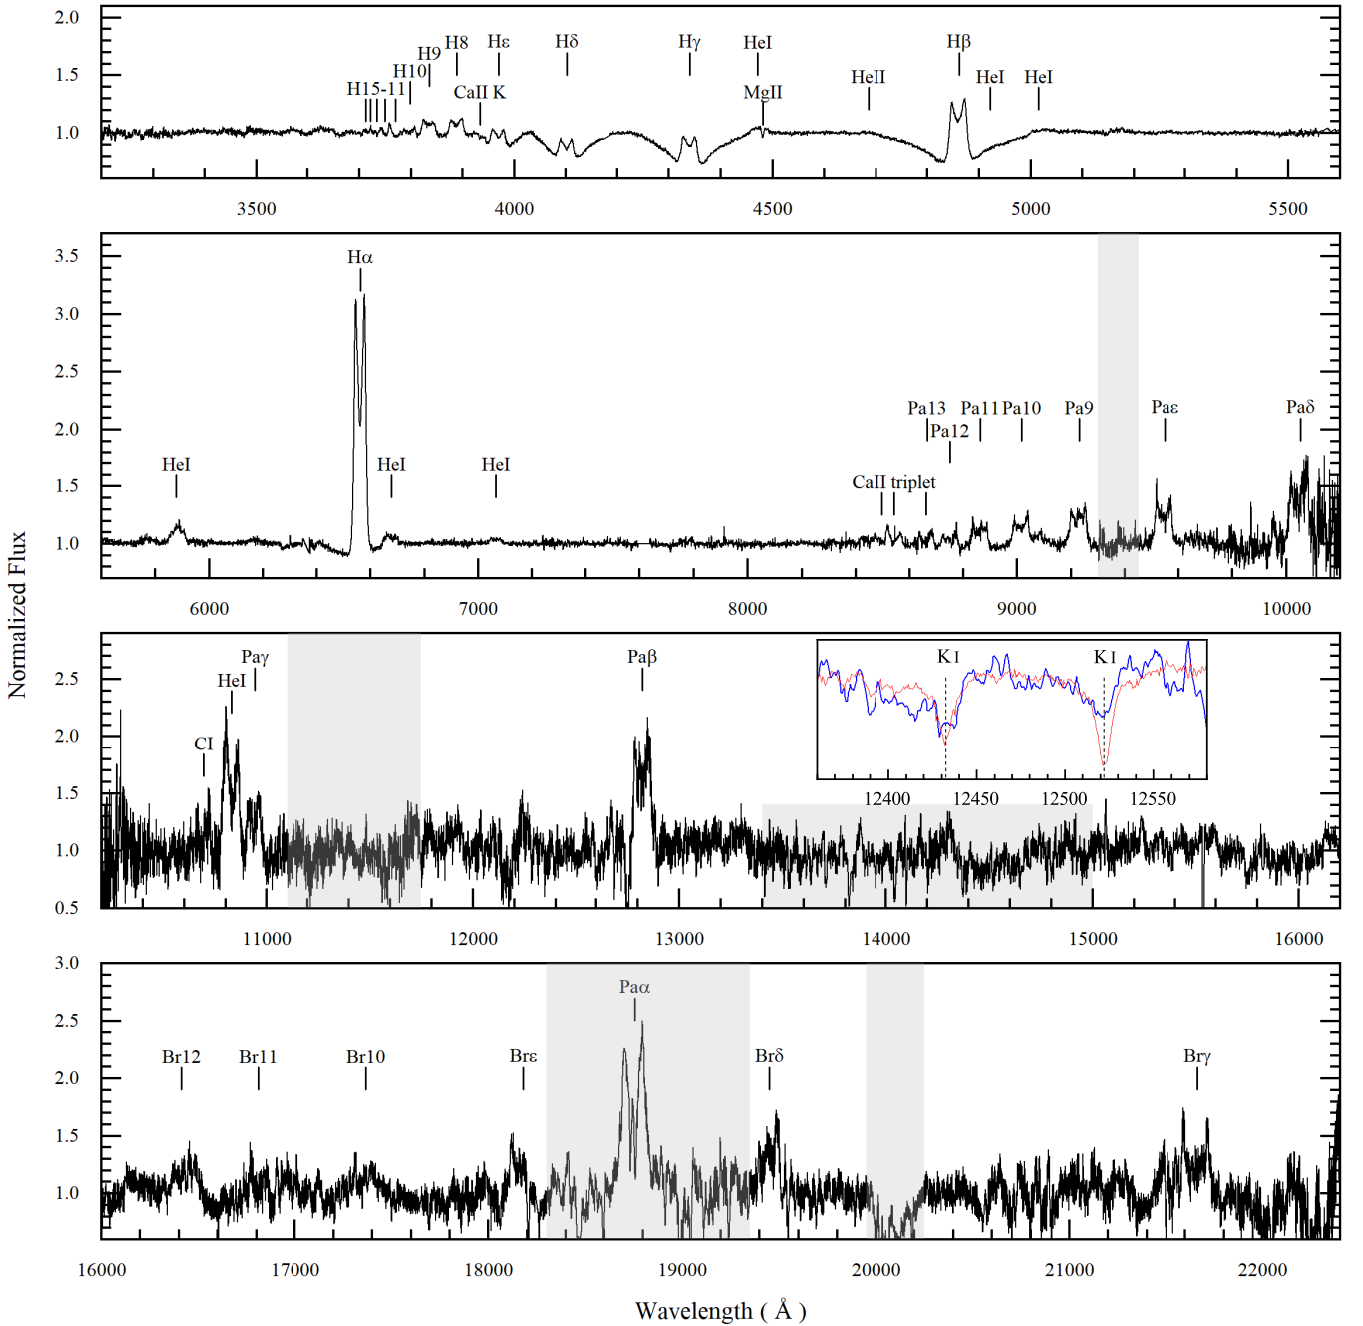 2.0
1.5
1.0
H15-11
H10
H9
H8
CaII K
Hε
Hδ
Hγ
HeI
MgII
HeII
Hβ
HeI
HeI
3500 4000 4500 5000 5500
3.5
3.0
2.5
2.0
1.5
1.0
HeI
Hα
HeI
HeI
CaII triplet
Pa13
Pa12
Pa11
Pa10
Pa9
Paε
Paδ
6000 7000 8000 9000 10000
Normalized Flux
2.5
2.0
1.5
1.0
0.5
CI
HeI
Paγ
Paβ
K I K I
12400 12450 12500 12550
11000 12000 13000 14000 15000 16000
3.0
2.5
2.0
1.5
1.0
Br12
Br11
Br10
Brε
Paα
Brδ
Brγ
16000 17000 18000 19000 20000 21000 22000
Wavelength ( Å )